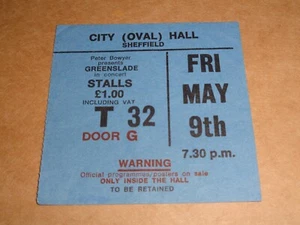 CITY (OVAL) HALL
SHEFFIELD
Peter Bowyer
presents
GREENSLADE
in concert
STALLS
£1.00
INCLUDING VAT
T 32
DOOR G
FRI
MAY
9th
7.30 p.m.
WARNING
Official programmes/posters on sale
ONLY INSIDE THE HALL
TO BE RETAINED